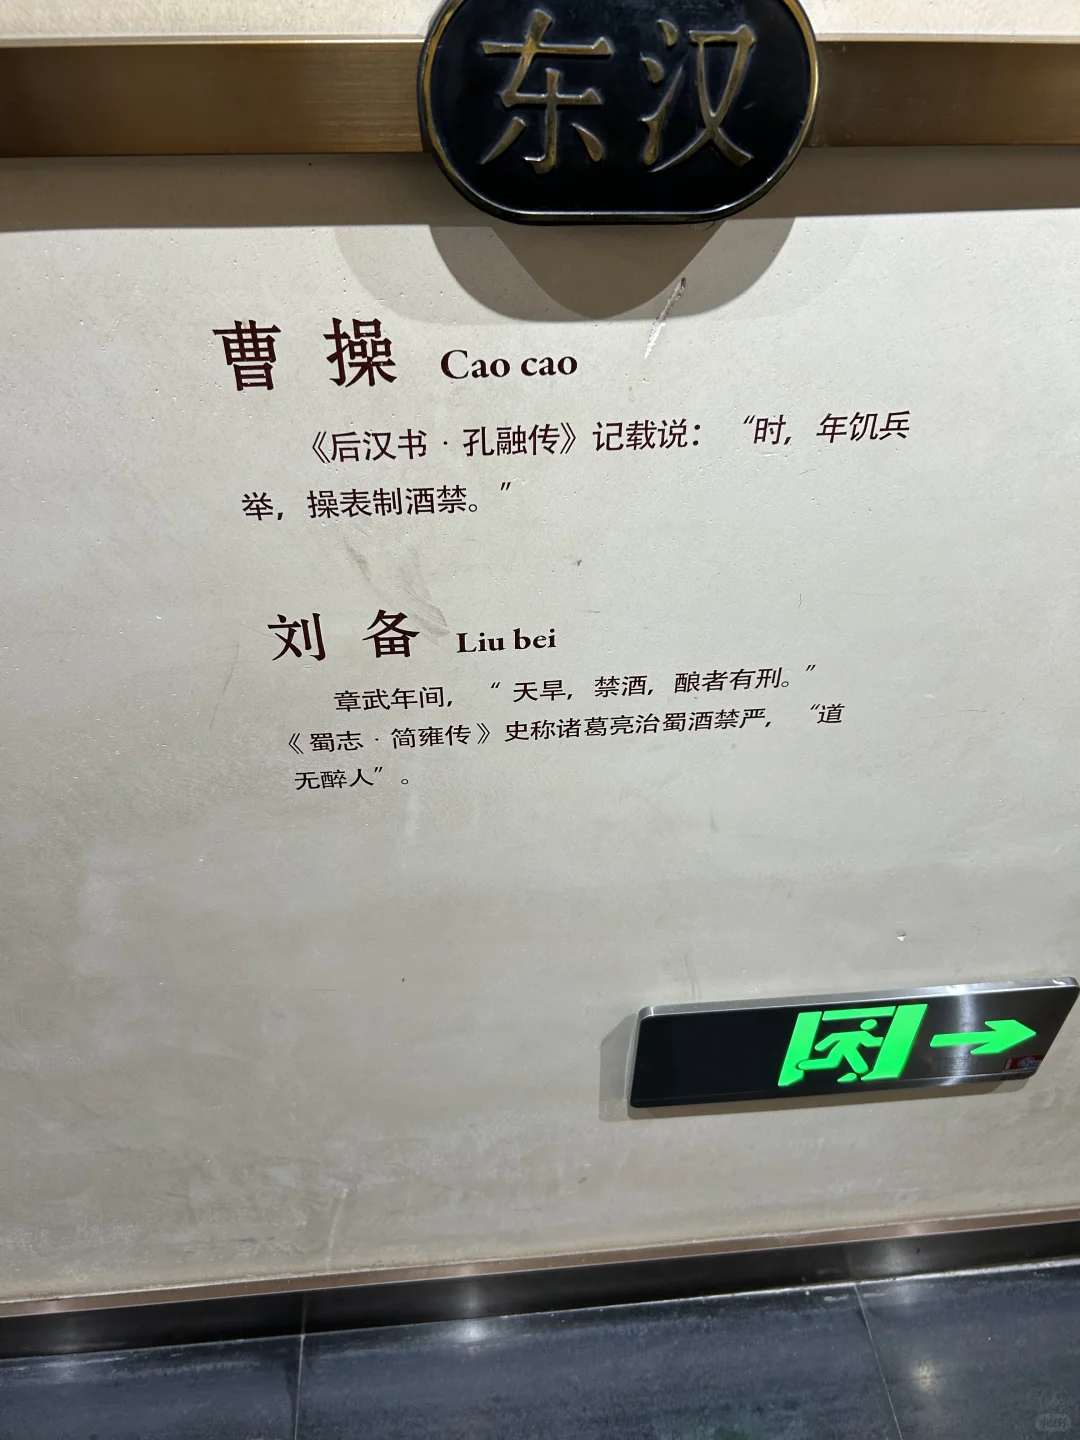 东汉
曹 操 Cao cao
《后汉书·孔融传》记载说：“时，年饥兵
举，操表制酒禁。”
刘 备 Liu bei
章武年间，“天旱，禁酒，酿者有刑。”
《蜀志·简雍传》史称诸葛亮治蜀酒禁严，“道
无醉人”。